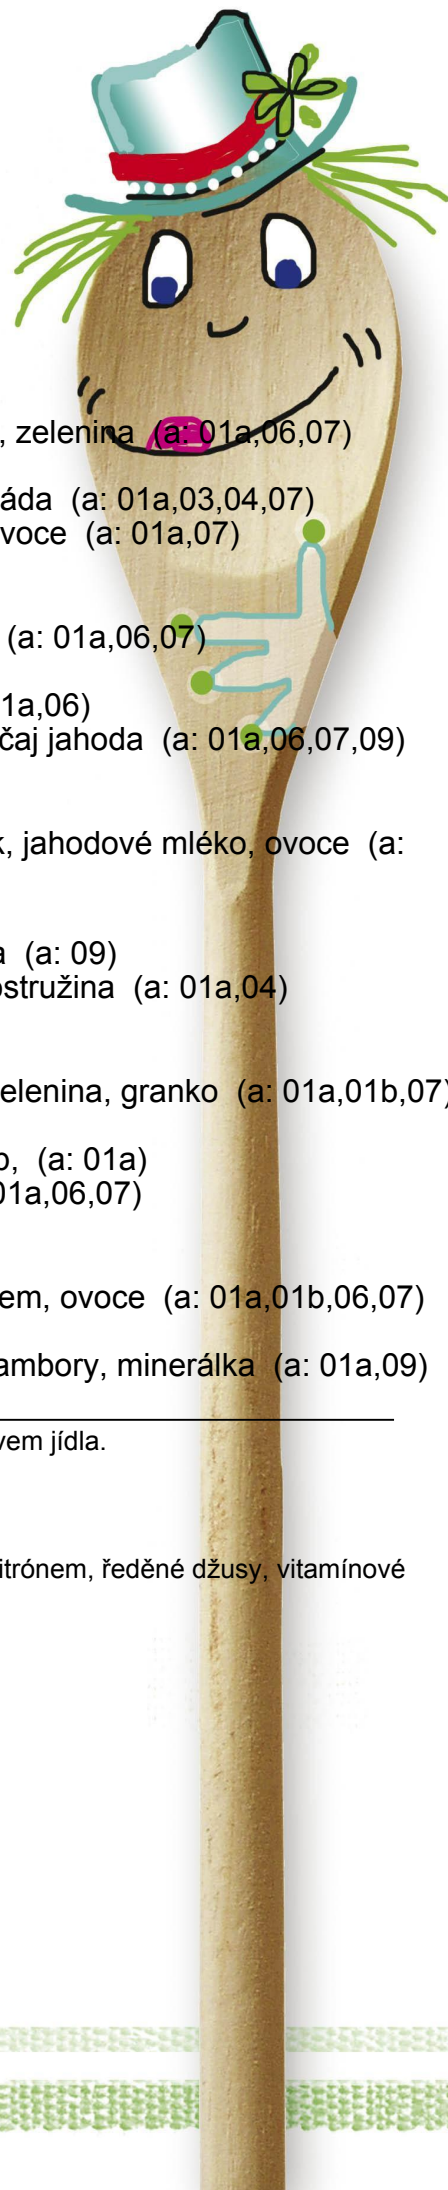 , zelenina (a: 01a,06,07)
áda (a: 01a,03,04,07)
voce (a: 01a,07)
(a: 01a,06,07)
1a,06)
čaj jahoda (a: 01a,06,07,09)
, jahodové mléko, ovoce (a:
a (a: 09)
ostružina (a: 01a,04)
elenina, granko (a: 01a,01b,07)
, (a: 01a)
01a,06,07)
em, ovoce (a: 01a,01b,06,07)
ambory, minerálka (a: 01a,09)
vem jídla.
itrónem, ředěné džusy, vitamínové